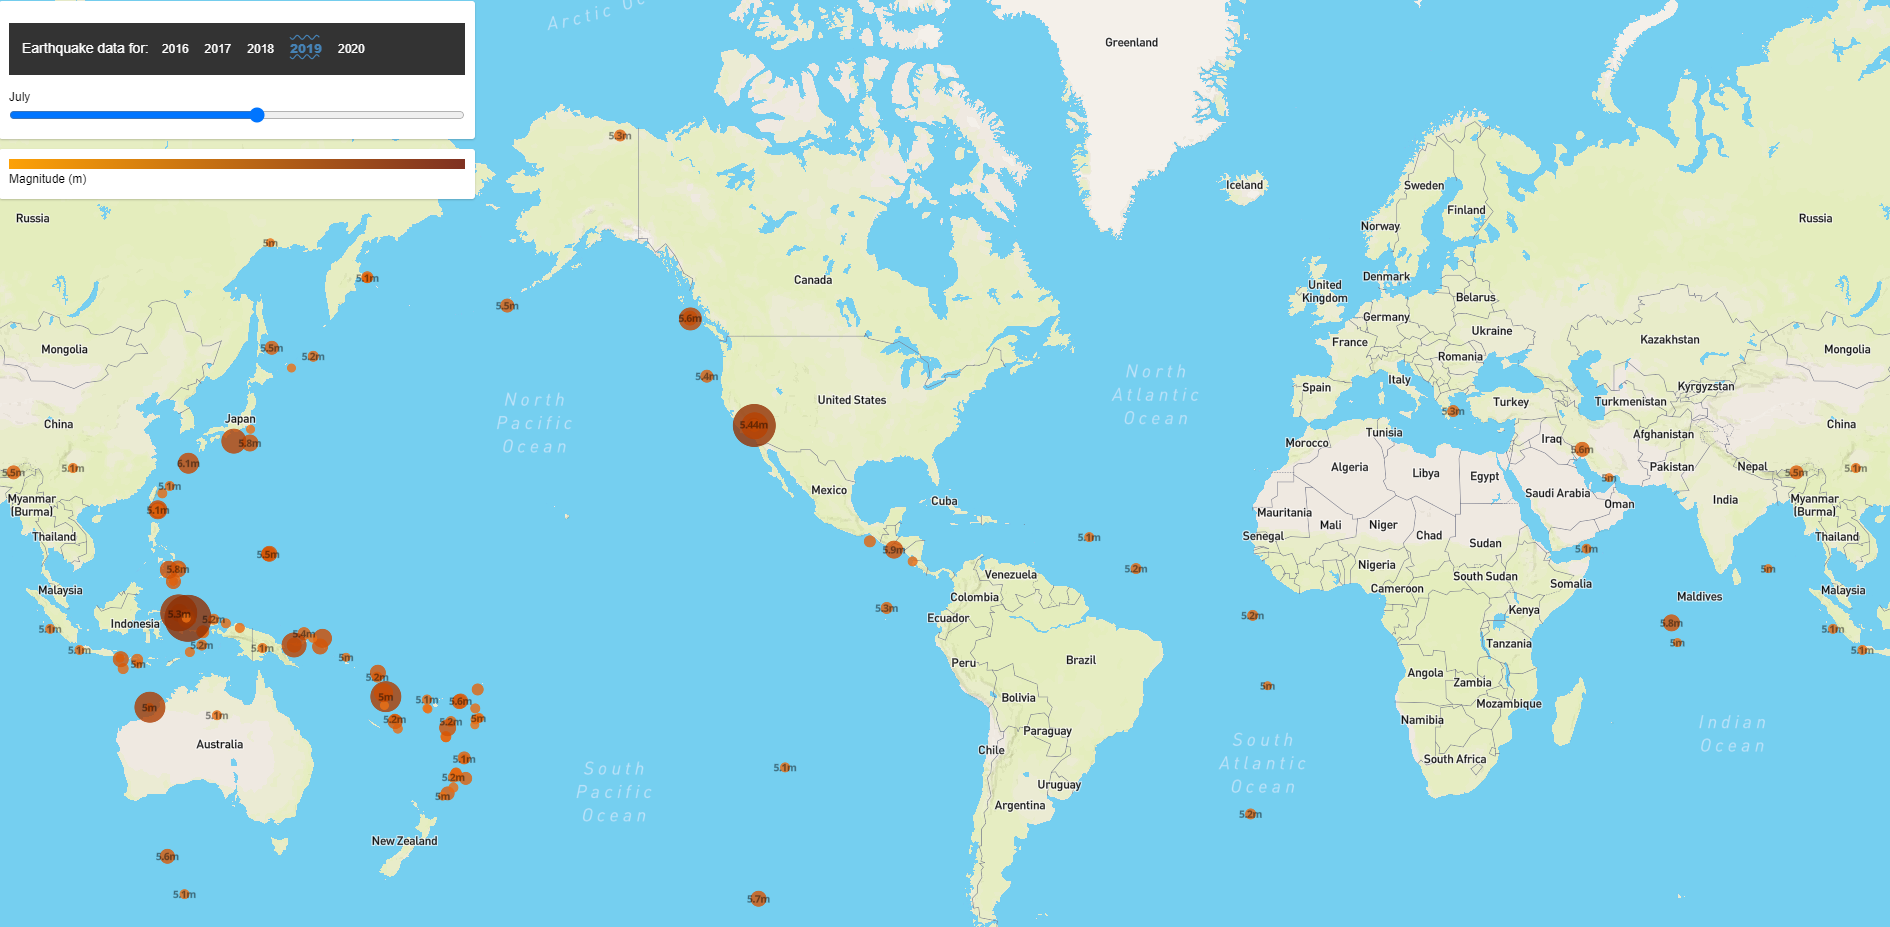 Arctic Oc
Greenland
Earthquake data for: 2016 2017 2018 2019 2020
July
Magnitude (m)
5.3m
Iceland
Sweden
Finland
Norway
Russia
Russia
5m
5.1m
Canada
Denmark
United
Kingdom
Belarus
5.5m
5.6m
Germany
Ukraine
France
Kazakhstan
Mongolia
5.5m
5.2m
Romania
Mongolia
North
Pacific
Ocean
5.4m
United States
North
Atlantic
Ocean
Spain
Italy
Kyrgyzstan
Turkey
Turkmenistan
5.3m
China
Japan
5.8m
5.44m
Tunisia
Morocco
Iraq
5.6m
Afghanistan
China
6.1m
5.5m
5.1m
Algeria
Libya
Egypt
Pakistan
Nepal
5.5m
5.1m
5m
5.1m
Mexico
Cuba
Saudi Arabia
Oman
India
Myanmar
(Burma)
Myanmar
(Burma)
5.1m
Mauritania
Mali
Niger
Chad
Sudan
Thailand
5.1m
Senegal
Thailand
5.5m
5.9m
5.1m
5.8m
Venezuela
5.2m
Nigeria
South Sudan
Somalia
5m
Malaysia
Colombia
Cameroon
Maldives
Malaysia
5.3m
5.3m
Ecuador
5.2m
Kenya
Indonesia
5.2m
5.8m
5.1m
5.1m
5.4m
Tanzania
5m
5.1m
5.2m
5.1m
5m
5m
Peru
Brazil
5.1m
5.2m
Angola
Zambia
5m
5m
5m
5.1m
5.6m
Bolivia
Mozambique
5.1m
5.2m
5.2m
5m
Namibia
Indian
Ocean
Australia
Paraguay
Chile
South
Atlantic
Ocean
5.1m
South Africa
South
Pacific
Ocean
5.1m
5.2m
5m
Uruguay
Argentina
5.2m
New Zealand
5.6m
5.1m
5.7m